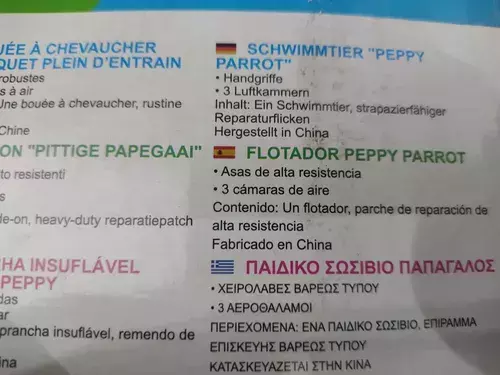 UÉE À CHEVAUCHER
QUET PLEIN D'ENTRAIN
robustes
s à air
Une bouée à chevaucher, rustine
Chine
ON "PITTIGE PAPEGAAI"
to resistenti
s
de-on, heavy-duty reparatiepatch
HA INSUFLÁVEL
PEPPY
das
ar
prancha insuflável, remendo de
ina
SCHWIMMTIER "PEPPY
PARROT"
• Handgriffe
• 3 Luftkammern
Inhalt: Ein Schwimmtier, strapazierfähiger
Reparaturflicken
Hergestellt in China
FLOTADOR PEPPY PARROT
• Asas de alta resistencia
• 3 cámaras de aire
Contenido: Un flotador, parche de reparación de
alta resistencia
Fabricado en China
ΠΑΙΔΙΚΟ ΣΩΣΙΒΙΟ ΠΑΠΑΓΑΛΟΣ
• ΧΕΙΡΟΛΑΒΕΣ ΒΑΡΕΩΣ ΤΥΠΟΥ
• 3 ΑΕΡΟΘΑΛΑΜΟΙ
ΠΕΡΙΕΧΟΜΕΝΑ: ΕΝΑ ΠΑΙΔΙΚΟ ΣΩΣΙΒΙΟ, ΕΠΙΡΑΜΜΑ
ΕΠΙΣΚΕΥΗΣ ΒΑΡΕΩΣ ΤΥΠΟΥ
ΚΑΤΑΣΚΕΥΑΖΕΤΑΙ ΣΤΗΝ ΚΙΝΑ